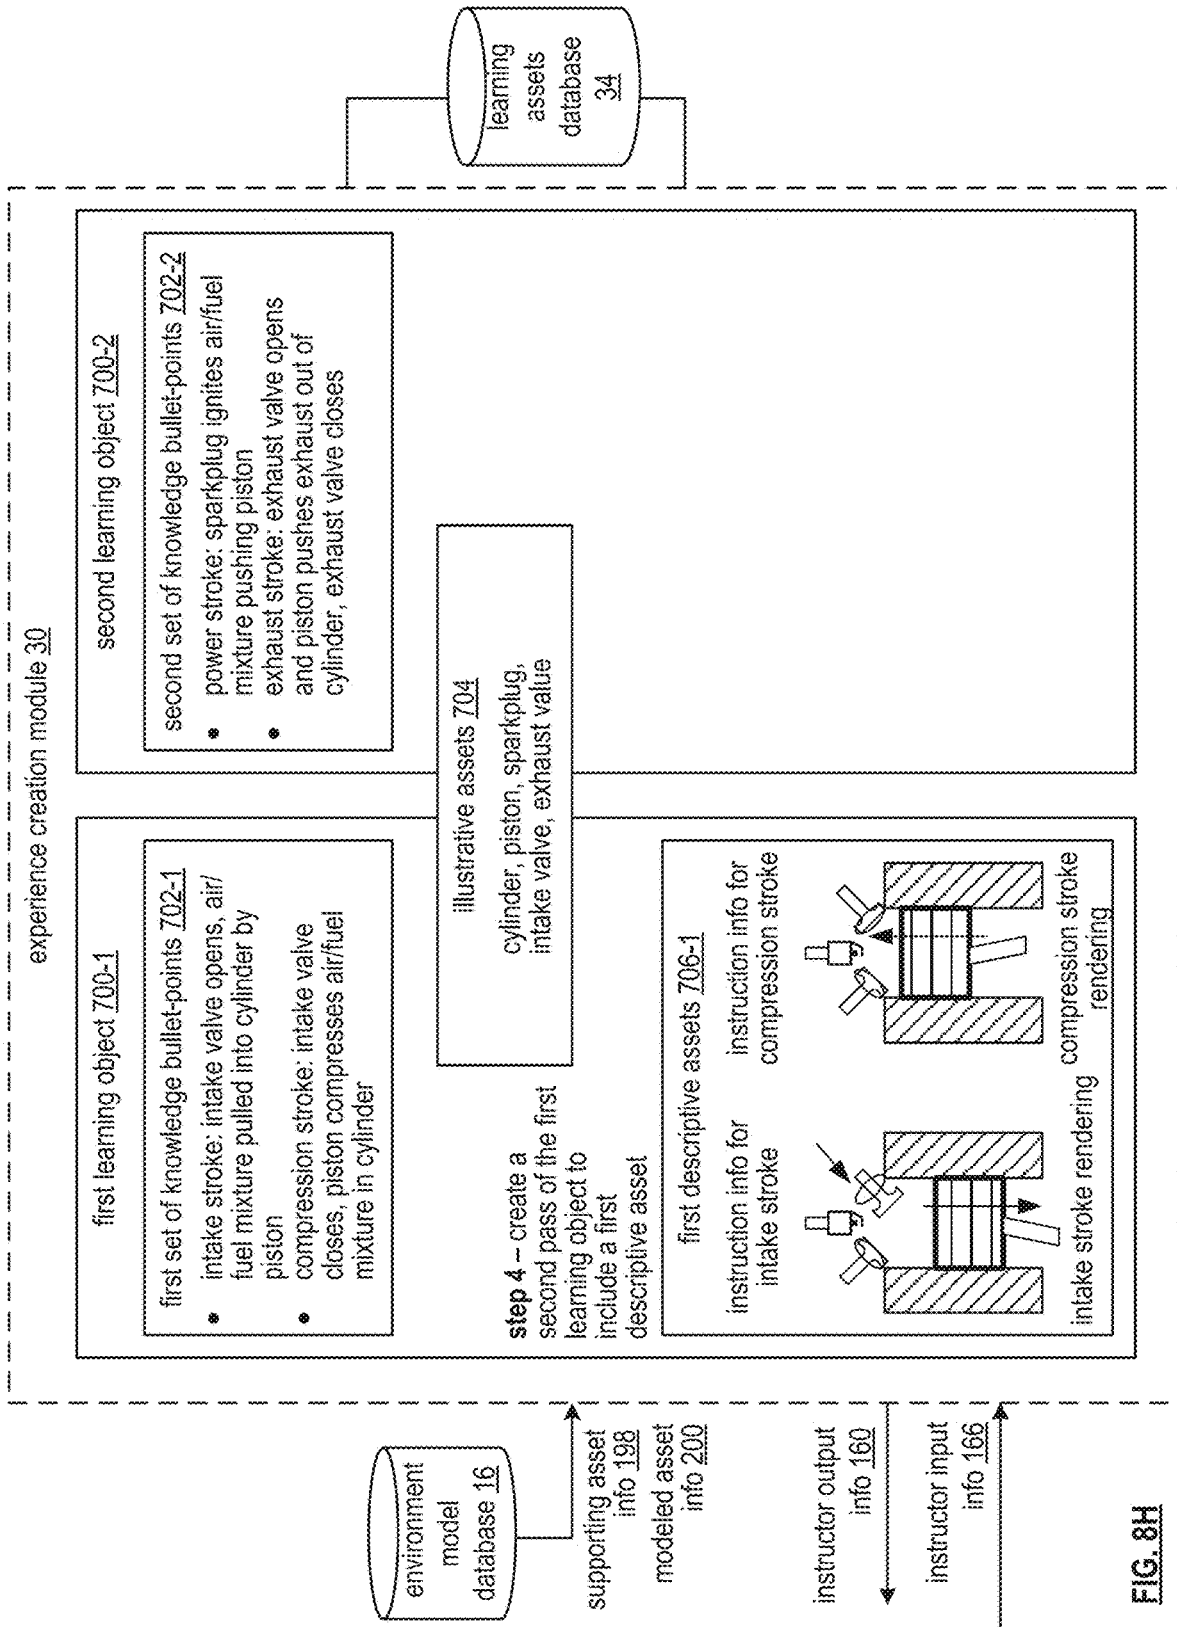 experience creation module 30
first learning object 700-1
first set of knowledge bullet-points 702-1
• intake stroke: intake valve opens, air/
fuel mixture pulled into cylinder by
piston
• compression stroke: intake valve
closes, piston compresses air/fuel
mixture in cylinder
second learning object 700-2
second set of knowledge bullet-points 702-2
• power stroke: sparkplug ignites air/fuel
mixture pushing piston
• exhaust stroke: exhaust valve opens
and piston pushes exhaust out of
cylinder, exhaust valve closes
learning
assets
database
34
illustrative assets 704
cylinder, piston, sparkplug,
intake valve, exhaust value
step 4 – create a
second pass of the first
learning object to
include a first
descriptive asset
first descriptive assets 706-1
instruction info for
intake stroke
instruction info for
compression stroke
intake stroke rendering
compression stroke
rendering
environment
model
database 16
supporting asset
info 198
modeled asset
info 200
instructor output
info 160
instructor input
info 166
FIG. 8H